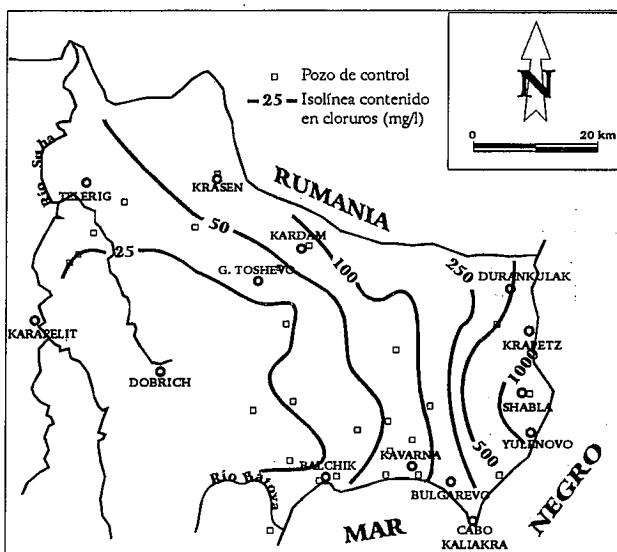 Pozo de control
25 Isolínea contenido
en cloruros (mg/l)
N
0 20 km
Río Suha
TELERIG
KRASEN
RUMANIA
50
KARDAM
25
G. TOSHEVO
100
250
DURANKULAK
KARAPELIT
KRAPETZ
DOBRICH
1000
SHABLA
YULENOVO
500
BALCHIK
KAVARNA
Río Batova
BULGAREVO
MAR NEGRO
CABO
KALIAKRA